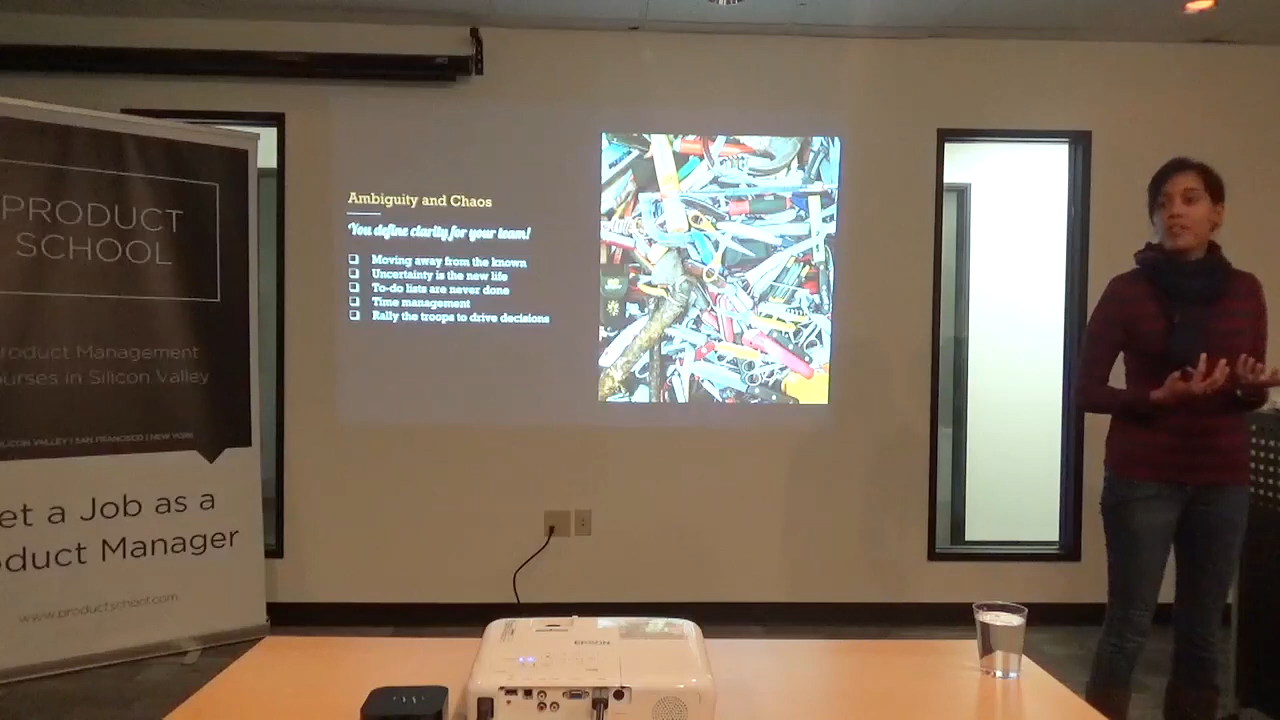 PRODUCT
SCHOOL
roduct Management
ourses in Silicon Valley
SILICON VALLEY | SAN FRANCISCO | NEW YORK
et a Job as a
oduct Manager
www.productschool.com
Ambiguity and Chaos
You define clarity for your team!
Moving away from the known
Uncertainty is the new life
To-do lists are never done
Time management
Rally the troops to drive decisions
EPSON